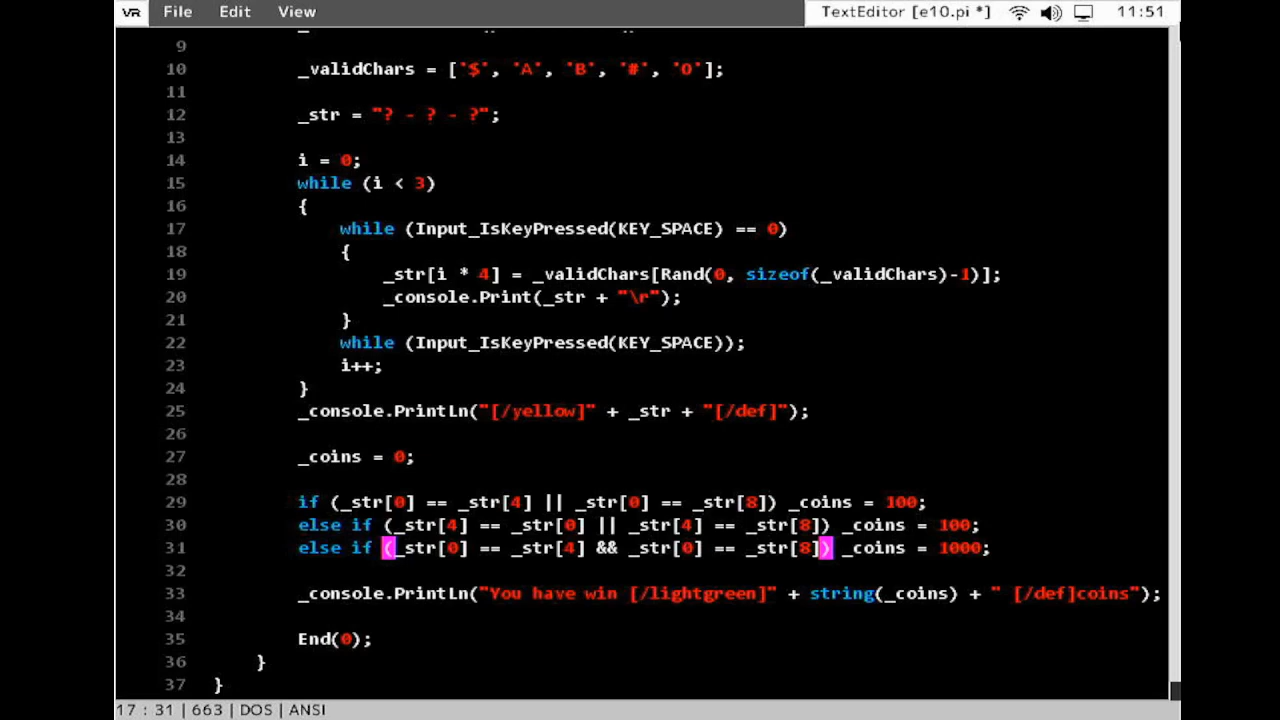 VR File Edit View TextEditor [e10.pi *] 11:51
9
10 _validChars = ['$', 'A', 'B', '#', 'O'];
11
12 _str = "? - ? - ?";
13
14 i = 0;
15 while (i < 3)
16 {
17 while (Input_IsKeyPressed(KEY_SPACE) == 0)
18 {
19 _str[i * 4] = _validChars[Rand(0, sizeof(_validChars)-1)];
20 _console.Print(_str + "\r");
21 }
22 while (Input_IsKeyPressed(KEY_SPACE));
23 i++;
24 }
25 _console.PrintLn("[/yellow]" + _str + "[/def]");
26
27 _coins = 0;
28
29 if (_str[0] == _str[4] || _str[0] == _str[8]) _coins = 100;
30 else if (_str[4] == _str[0] || _str[4] == _str[8]) _coins = 100;
31 else if (_str[0] == _str[4] && _str[0] == _str[8]) _coins = 1000;
32
33 _console.PrintLn("You have win [/lightgreen]" + string(_coins) + " [/def]coins");
34
35 End(0);
36 }
37 }
17 : 31 | 663 | DOS | ANSI